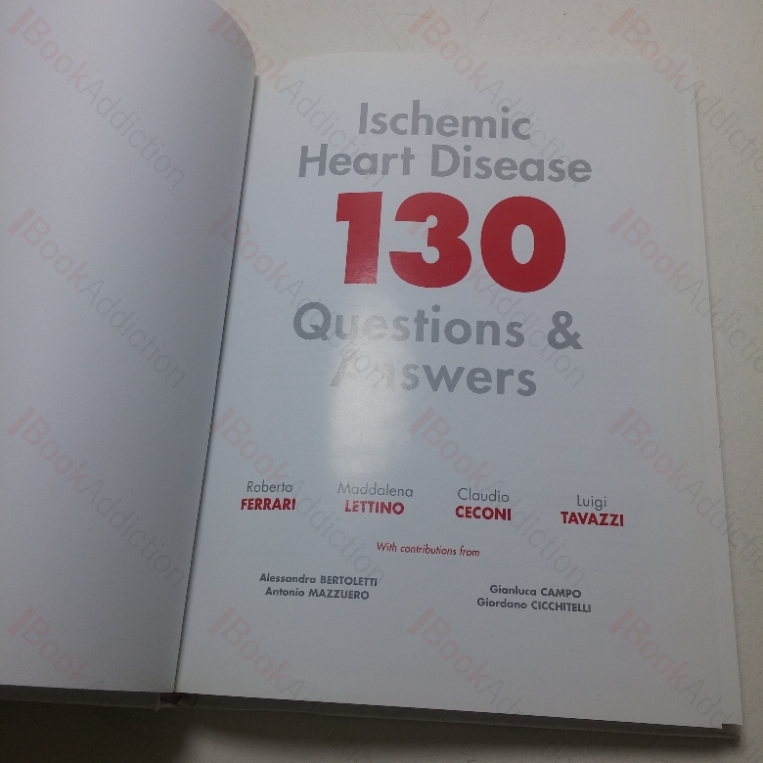 Ischemic
Heart Disease
130
Questions &
Answers
Roberto
FERRARI
Maddalena
LETTINO
Claudio
CECONI
Luigi
TAVAZZI
With contributions from
Alessandra BERTOLETTI
Antonio MAZZUERO
Gianluca CAMPO
Giordano CICCHITELLI
BookAddiction